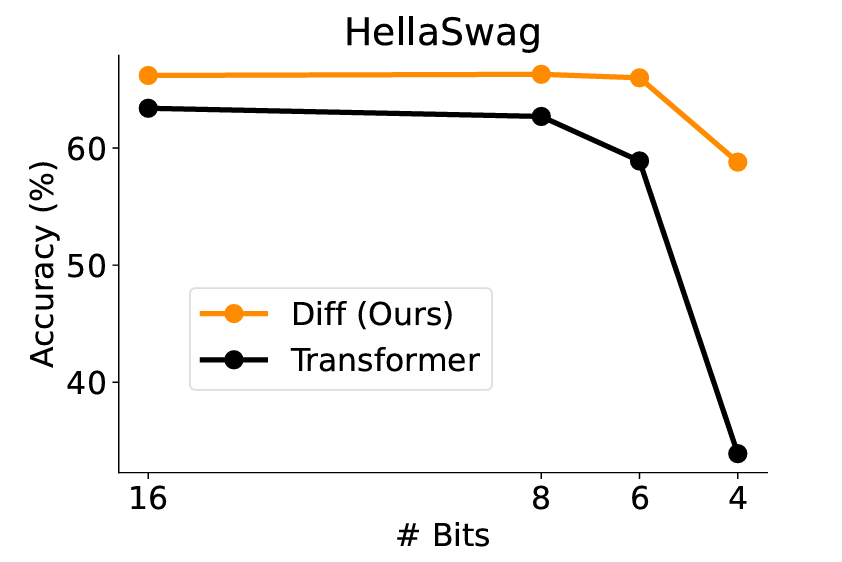 HellaSwag
60
50
40
Accuracy (%)
Diff (Ours)
Transformer
16 8 6 4
# Bits